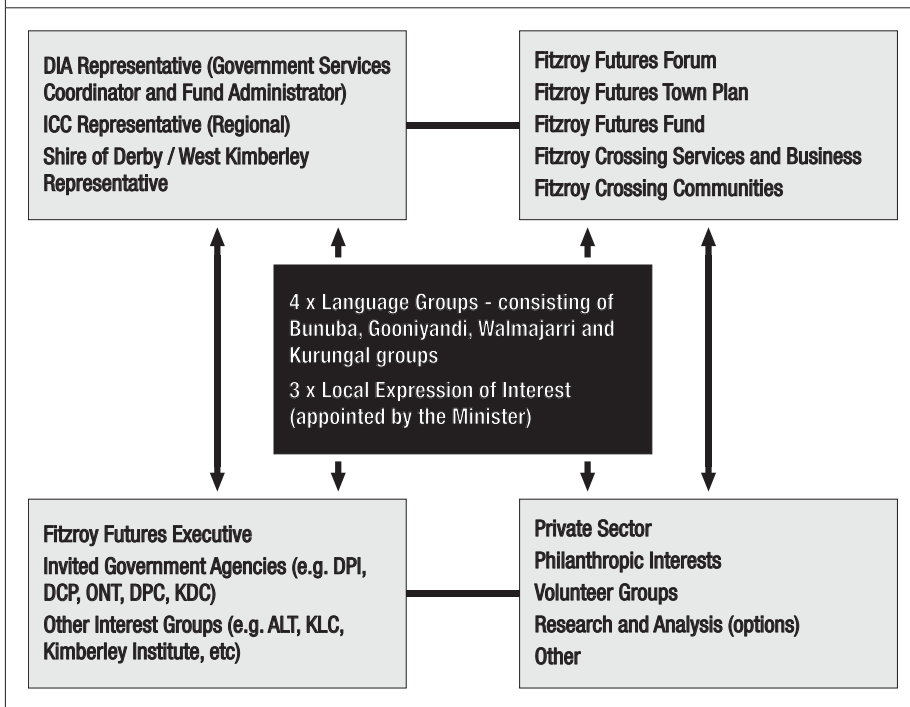 DIA Representative (Government Services
Coordinator and Fund Administrator)
ICC Representative (Regional)
Shire of Derby / West Kimberley
Representative
Fitzroy Futures Forum
Fitzroy Futures Town Plan
Fitzroy Futures Fund
Fitzroy Crossing Services and Business
Fitzroy Crossing Communities
4 x Language Groups - consisting of
Bunuba, Gooniyandi, Walmajarri and
Kurungal groups
3 x Local Expression of Interest
(appointed by the Minister)
Fitzroy Futures Executive
Invited Government Agencies (e.g. DPI,
DCP, ONT, DPC, KDC)
Other Interest Groups (e.g. ALT, KLC,
Kimberley Institute, etc)
Private Sector
Philanthropic Interests
Volunteer Groups
Research and Analysis (options)
Other